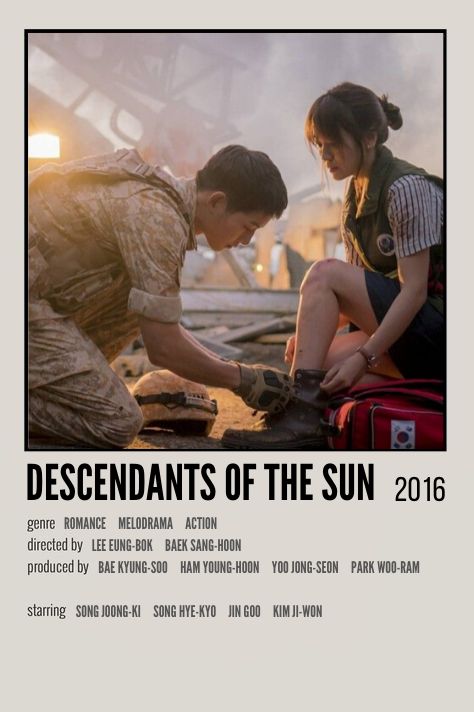 DESCENDANTS OF THE SUN 2016
genre ROMANCE MELODRAMA ACTION
directed by LEE EUNG-BOK BAEK SANG-HOON
produced by BAE KYUNG-SOO HAM YOUNG-HOON YOO JONG-SEON PARK WOO-RAM
starring SONG JOONG-KI SONG HYE-KYO JIN GOO KIM JI-WON